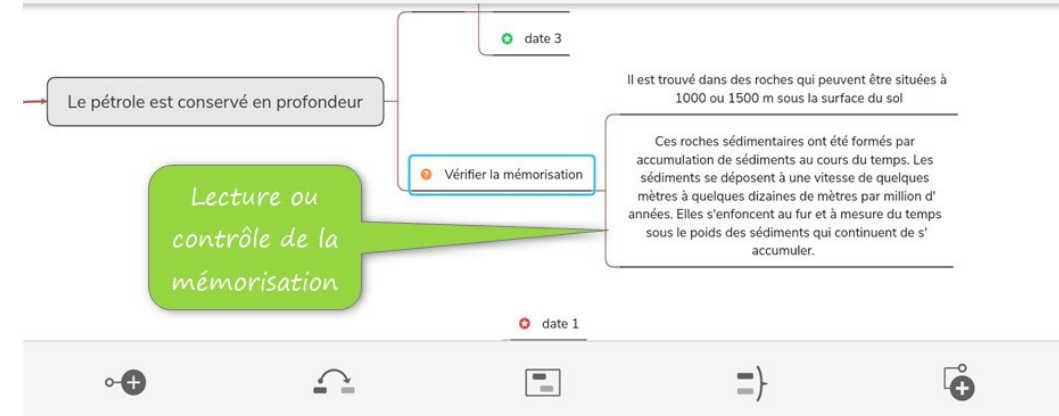 date 3
Le pétrole est conservé en profondeur
Il est trouvé dans des roches qui peuvent être situées à
1000 ou 1500 m sous la surface du sol
Vérifier la mémorisation
Ces roches sédimentaires ont été formés par
accumulation de sédiments au cours du temps. Les
sédiments se déposent à une vitesse de quelques
mètres à quelques dizaines de mètres par million d'
années. Elles s'enfoncent au fur et à mesure du temps
sous le poids des sédiments qui continuent de s'
accumuler.
Lecture ou
contrôle de la
mémorisation
date 1